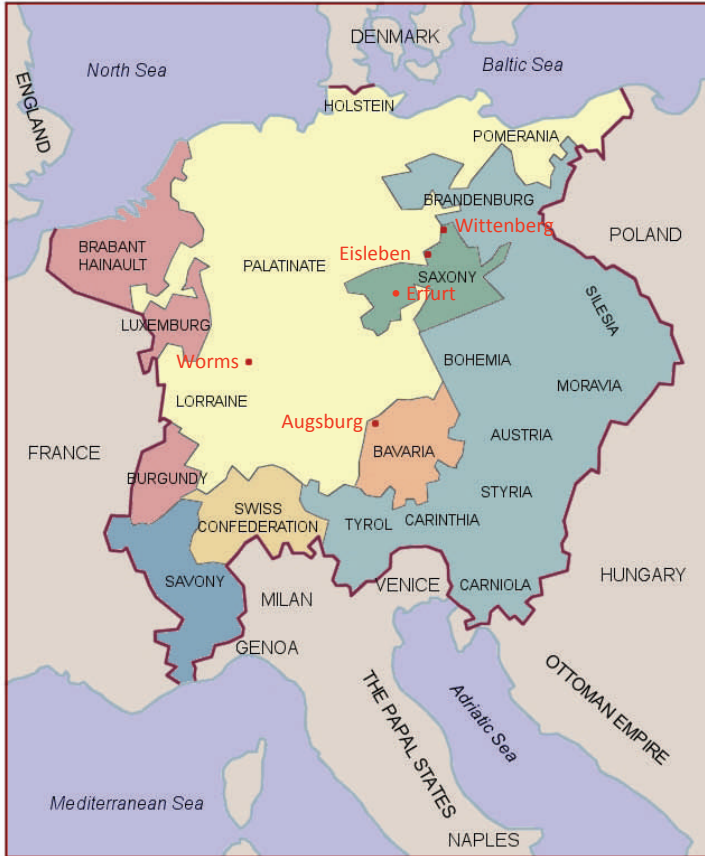 DENMARK
North Sea
Baltic Sea
ENGLAND
HOLSTEIN
POMERANIA
BRANDENBURG
Wittenberg
POLAND
BRABANT
HAINAULT
PALATINATE
Eisleben
SAXONY
Erfurt
SILESIA
LUXEMBURG
Worms
BOHEMIA
MORAVIA
LORRAINE
Augsburg
AUSTRIA
FRANCE
BAVARIA
BURGUNDY
STYRIA
SWISS
CONFEDERATION
TYROL
CARINTHIA
SAVONY
VENICE
CARNIOLA
HUNGARY
MILAN
GENOA
THE PAPAL STATES
Adriatic Sea
OTTOMAN EMPIRE
Mediterranean Sea
NAPLES